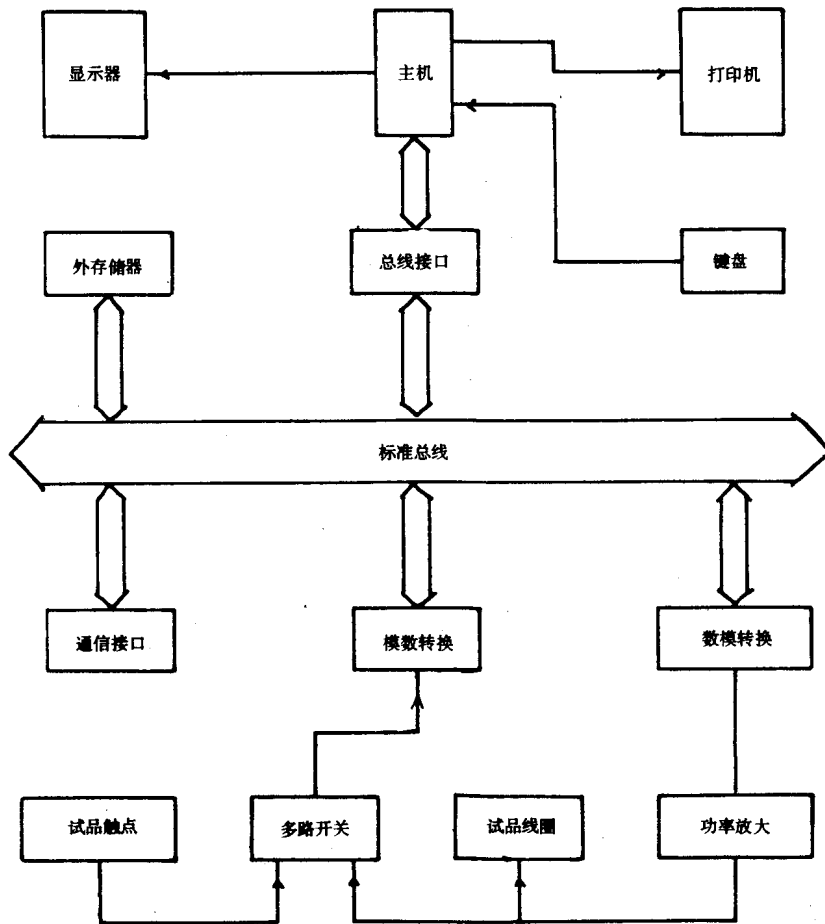 显示器
主机
打印机
外存储器
总线接口
键盘
标准总线
通信接口
模数转换
数模转换
试品触点
多路开关
试品线圈
功率放大